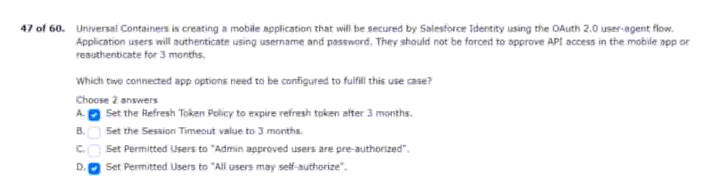 47 of 60. Universal Containers is creating a mobile application that will be secured by Salesforce Identity using the OAuth 2.0 user-agent flow.
Application users will authenticate using username and password. They should not be forced to approve API access in the mobile app or
reauthenticate for 3 months.
Which two connected app options need to be configured to fulfill this use case?
Choose 2 answers
A. Set the Refresh Token Policy to expire refresh token after 3 months.
B. Set the Session Timeout value to 3 months.
C. Set Permitted Users to "Admin approved users are pre-authorized".
D. Set Permitted Users to "All users may self-authorize".